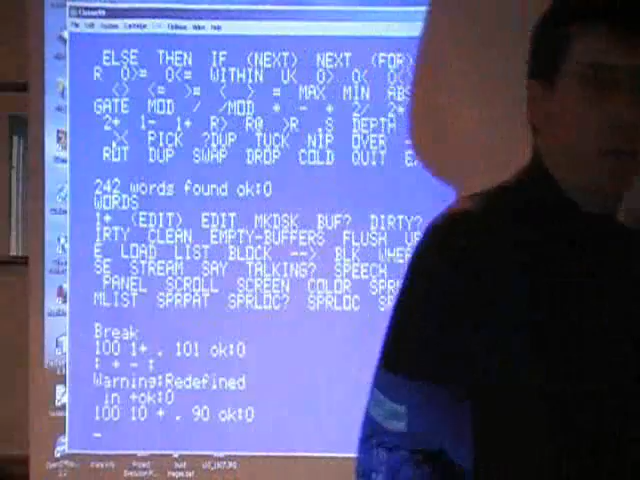 Classic99
ELSE THEN IF (NEXT) NEXT (FOR)
R 0>= 0<= WITHIN U< 0> 0< 0<>
<> <= >= < > = MAX MIN ABS
GATE MOD / /MOD * - + 2/ 2*
2+ 1- 1+ R> R@ >R .S DEPTH
>< PICK ?DUP TUCK NIP OVER
ROT DUP SWAP DROP COLD QUIT
242 words found ok:0
WORDS
1+ (EDIT) EDIT MKDSK BUF? DIRTY?
IRTY CLEAN EMPTY-BUFFERS FLUSH
E LOAD LIST BLOCK --> BLK
SE STREAM SAY TALKING? SPEECH
PANEL SCROLL SCREEN COLOR
MLIST SPRPAT SPRLOC? SPRLOC
Break
100 1+ . 101 ok:0
: + - ;
Warning:Redefined
in +ok:0
100 10 + . 90 ok:0